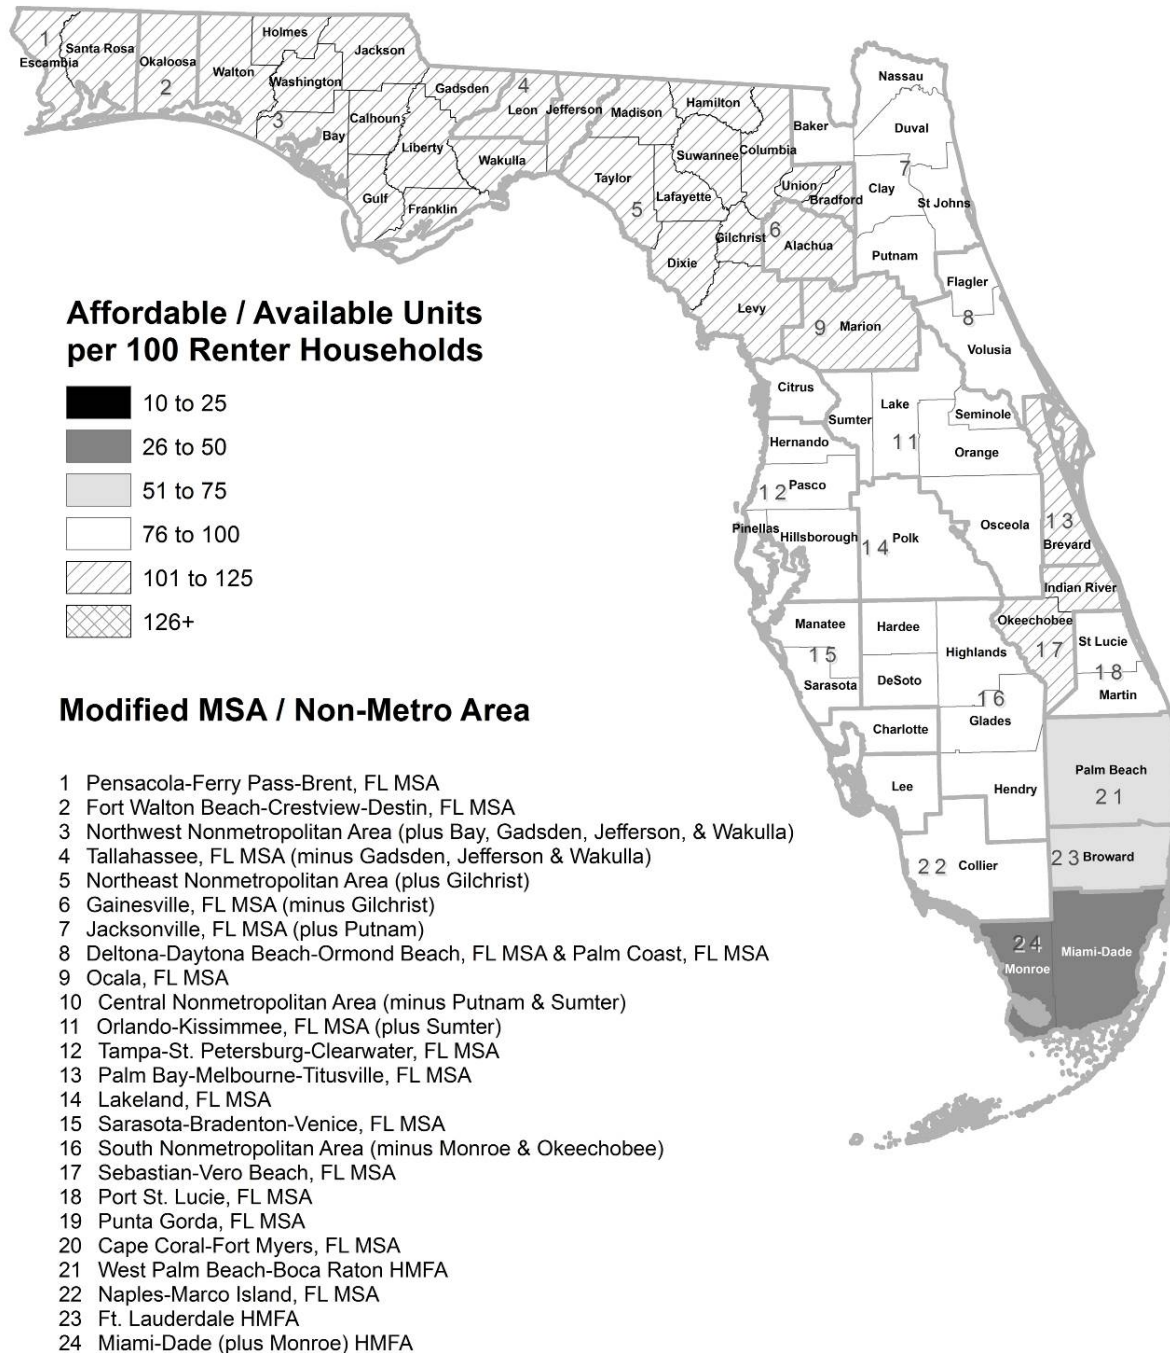 Nassau
Holmes
1
Santa Rosa
Jackson
Escambia
Okaloosa
Walton
2
Washington
Gadsden
4
Leon
Jefferson
Madison
Hamilton
Baker
Duval
3
Bay
Calhoun
Liberty
Wakulla
Suwannee
Columbia
Taylor
Lafayette
Union
Bradford
Clay
7
St Johns
Gulf
Franklin
5
6
Gilchrist
Alachua
Putnam
Dixie
Flagler
Levy
9
Marion
8
Volusia
Affordable / Available Units
per 100 Renter Households
10 to 25
26 to 50
51 to 75
76 to 100
101 to 125
126+
Citrus
Lake
Sumter
Seminole
11
Hernando
Orange
12
Pasco
Pinellas
Hillsborough
14
Polk
Osceola
13
Brevard
Indian River
Manatee
Hardee
Okeechobee
St Lucie
15
Highlands
17
18
Sarasota
DeSoto
16
Martin
Charlotte
Glades
Lee
Hendry
Palm Beach
21
22
Collier
23
Broward
24
Monroe
Miami-Dade
Modified MSA / Non-Metro Area
1 Pensacola-Ferry Pass-Brent, FL MSA
2 Fort Walton Beach-Crestview-Destin, FL MSA
3 Northwest Nonmetropolitan Area (plus Bay, Gadsden, Jefferson, & Wakulla)
4 Tallahassee, FL MSA (minus Gadsden, Jefferson & Wakulla)
5 Northeast Nonmetropolitan Area (plus Gilchrist)
6 Gainesville, FL MSA (minus Gilchrist)
7 Jacksonville, FL MSA (plus Putnam)
8 Deltona-Daytona Beach-Ormond Beach, FL MSA & Palm Coast, FL MSA
9 Ocala, FL MSA
10 Central Nonmetropolitan Area (minus Putnam & Sumter)
11 Orlando-Kissimmee, FL MSA (plus Sumter)
12 Tampa-St. Petersburg-Clearwater, FL MSA
13 Palm Bay-Melbourne-Titusville, FL MSA
14 Lakeland, FL MSA
15 Sarasota-Bradenton-Venice, FL MSA
16 South Nonmetropolitan Area (minus Monroe & Okeechobee)
17 Sebastian-Vero Beach, FL MSA
18 Port St. Lucie, FL MSA
19 Punta Gorda, FL MSA
20 Cape Coral-Fort Myers, FL MSA
21 West Palm Beach-Boca Raton HMFA
22 Naples-Marco Island, FL MSA
23 Ft. Lauderdale HMFA
24 Miami-Dade (plus Monroe) HMFA